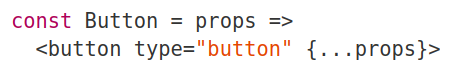 const Button = props =>
  <button type="button" {...props}>